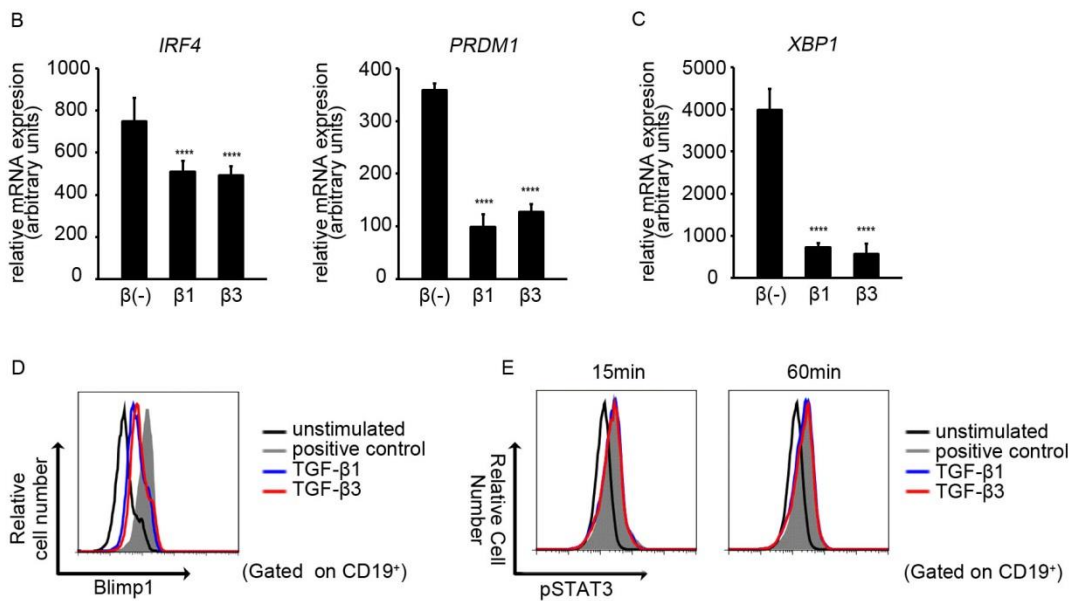 B
C
IRF4
PRDM1
XBP1
relative mRNA expresion
(arbitrary units)
1000
800
600
400
200
0
****
****
β(-)
β1
β3
relative mRNA expresion
(arbitrary units)
400
300
200
100
0
****
****
β(-)
β1
β3
relative mRNA expresion
(arbitrary units)
5000
4000
3000
2000
1000
0
****
****
β(-)
β1
β3
D
Relative
cell number
Blimp1
unstimulated
positive control
TGF-β1
TGF-β3
(Gated on CD19⁺)
E
15min
60min
Relative Cell
Number
pSTAT3
unstimulated
positive control
TGF-β1
TGF-β3
(Gated on CD19⁺)